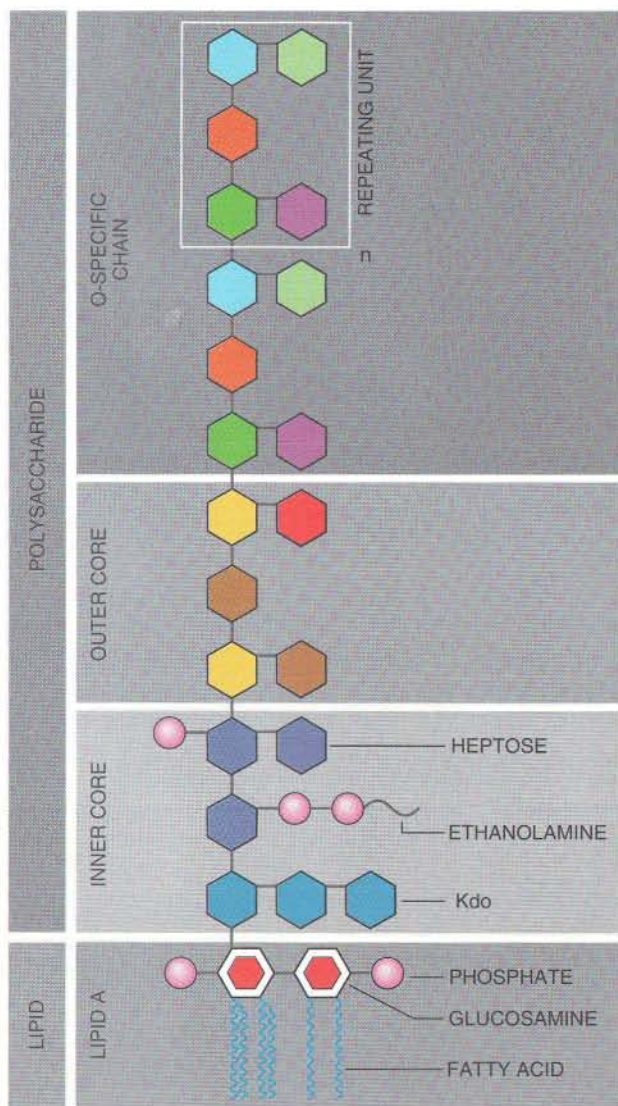 POLYSACCHARIDE
LIPID
O-SPECIFIC
CHAIN
REPEATING UNIT
n
OUTER CORE
INNER CORE
HEPTOSE
ETHANOLAMINE
Kdo
LIPID A
PHOSPHATE
GLUCOSAMINE
FATTY ACID